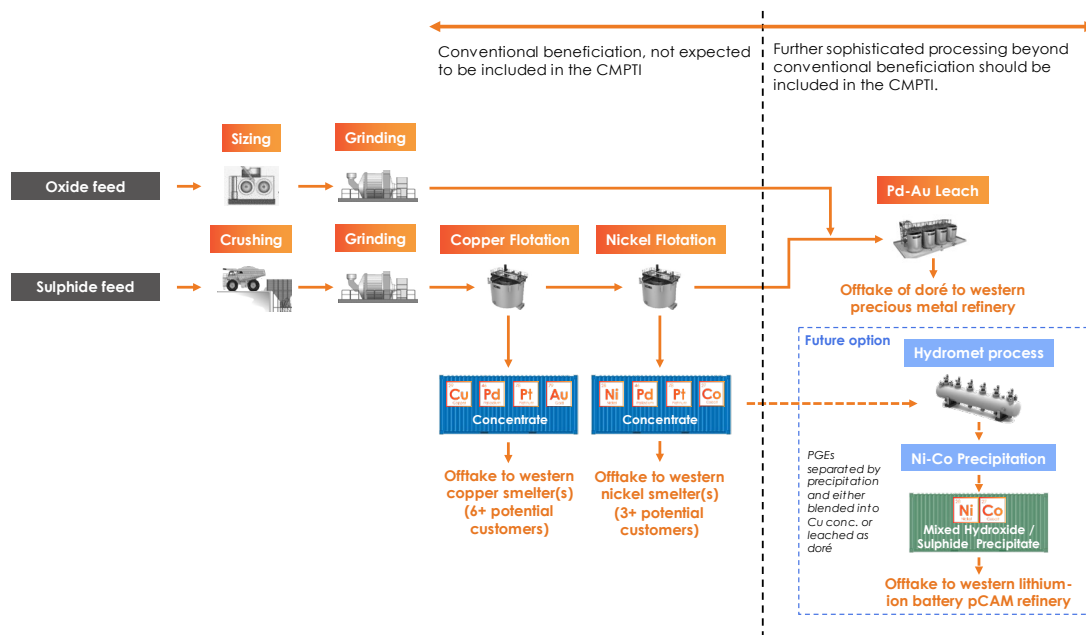 Conventional beneficiation, not expected
to be included in the CMPTI
Further sophisticated processing beyond
conventional beneficiation should be
included in the CMPTI.
Sizing
Grinding
Oxide feed
Pd-Au Leach
Crushing
Grinding
Copper Flotation
Nickel Flotation
Sulphide feed
Offtake of doré to western
precious metal refinery
Future option
Hydromet process
Cu
Pd
Pt
Au
Concentrate
Ni
Pd
Pt
Co
Concentrate
Offtake to western
copper smelter(s)
(6+ potential
customers)
Offtake to western
nickel smelter(s)
(3+ potential
customers)
PGEs
separated by
precipitation
and either
blended into
Cu conc. or
leached as
doré
Ni-Co Precipitation
Ni
Co
Mixed Hydroxide /
Sulphide Precipitate
Offtake to western lithium-
ion battery pCAM refinery